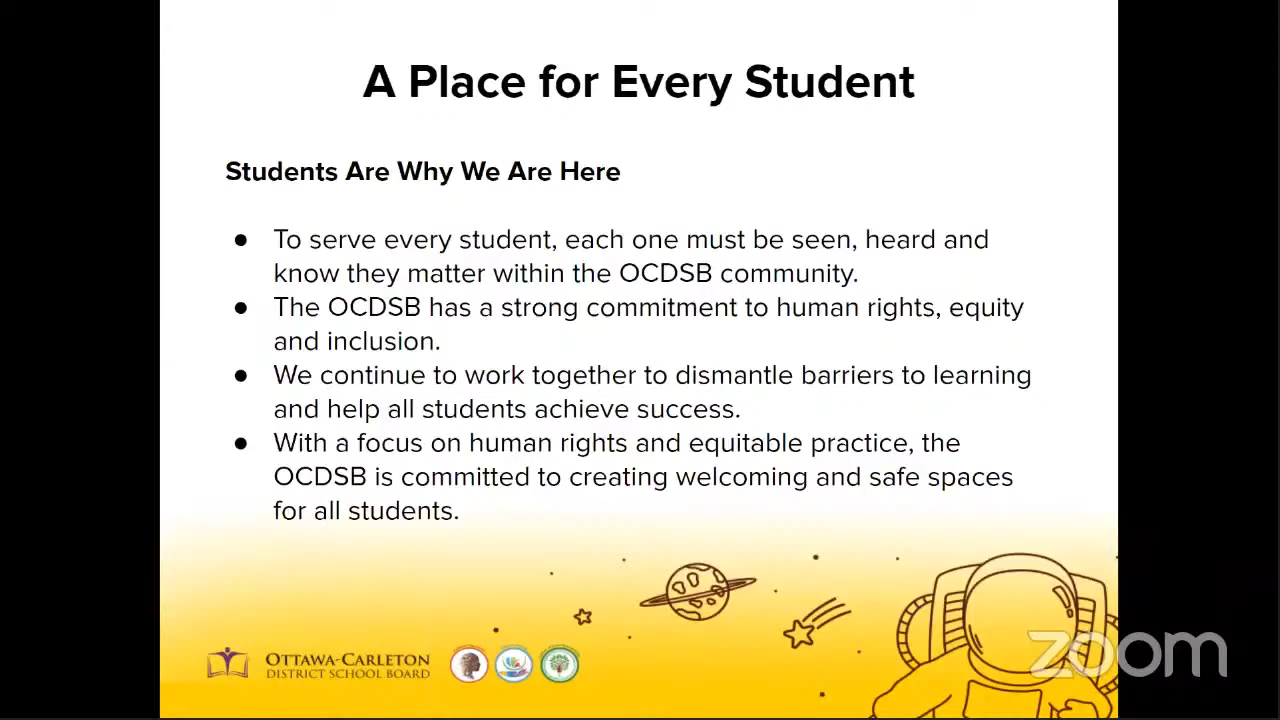 A Place for Every Student
Students Are Why We Are Here
● To serve every student, each one must be seen, heard and
know they matter within the OCDSB community.
● The OCDSB has a strong commitment to human rights, equity
and inclusion.
● We continue to work together to dismantle barriers to learning
and help all students achieve success.
● With a focus on human rights and equitable practice, the
OCDSB is committed to creating welcoming and safe spaces
for all students.
OTTAWA-CARLETON
DISTRICT SCHOOL BOARD
zoom